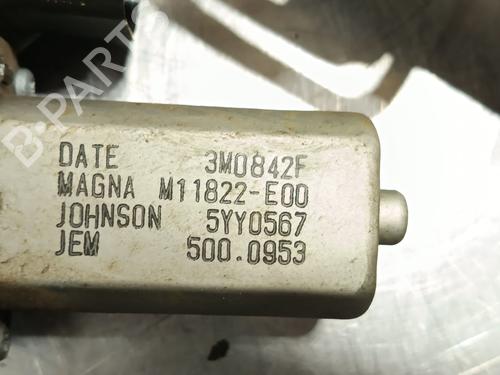 DATE 3M0842F
MAGNA M11822-E00
JOHNSON 5YY0567
JEM 500.0953
B-PARTS